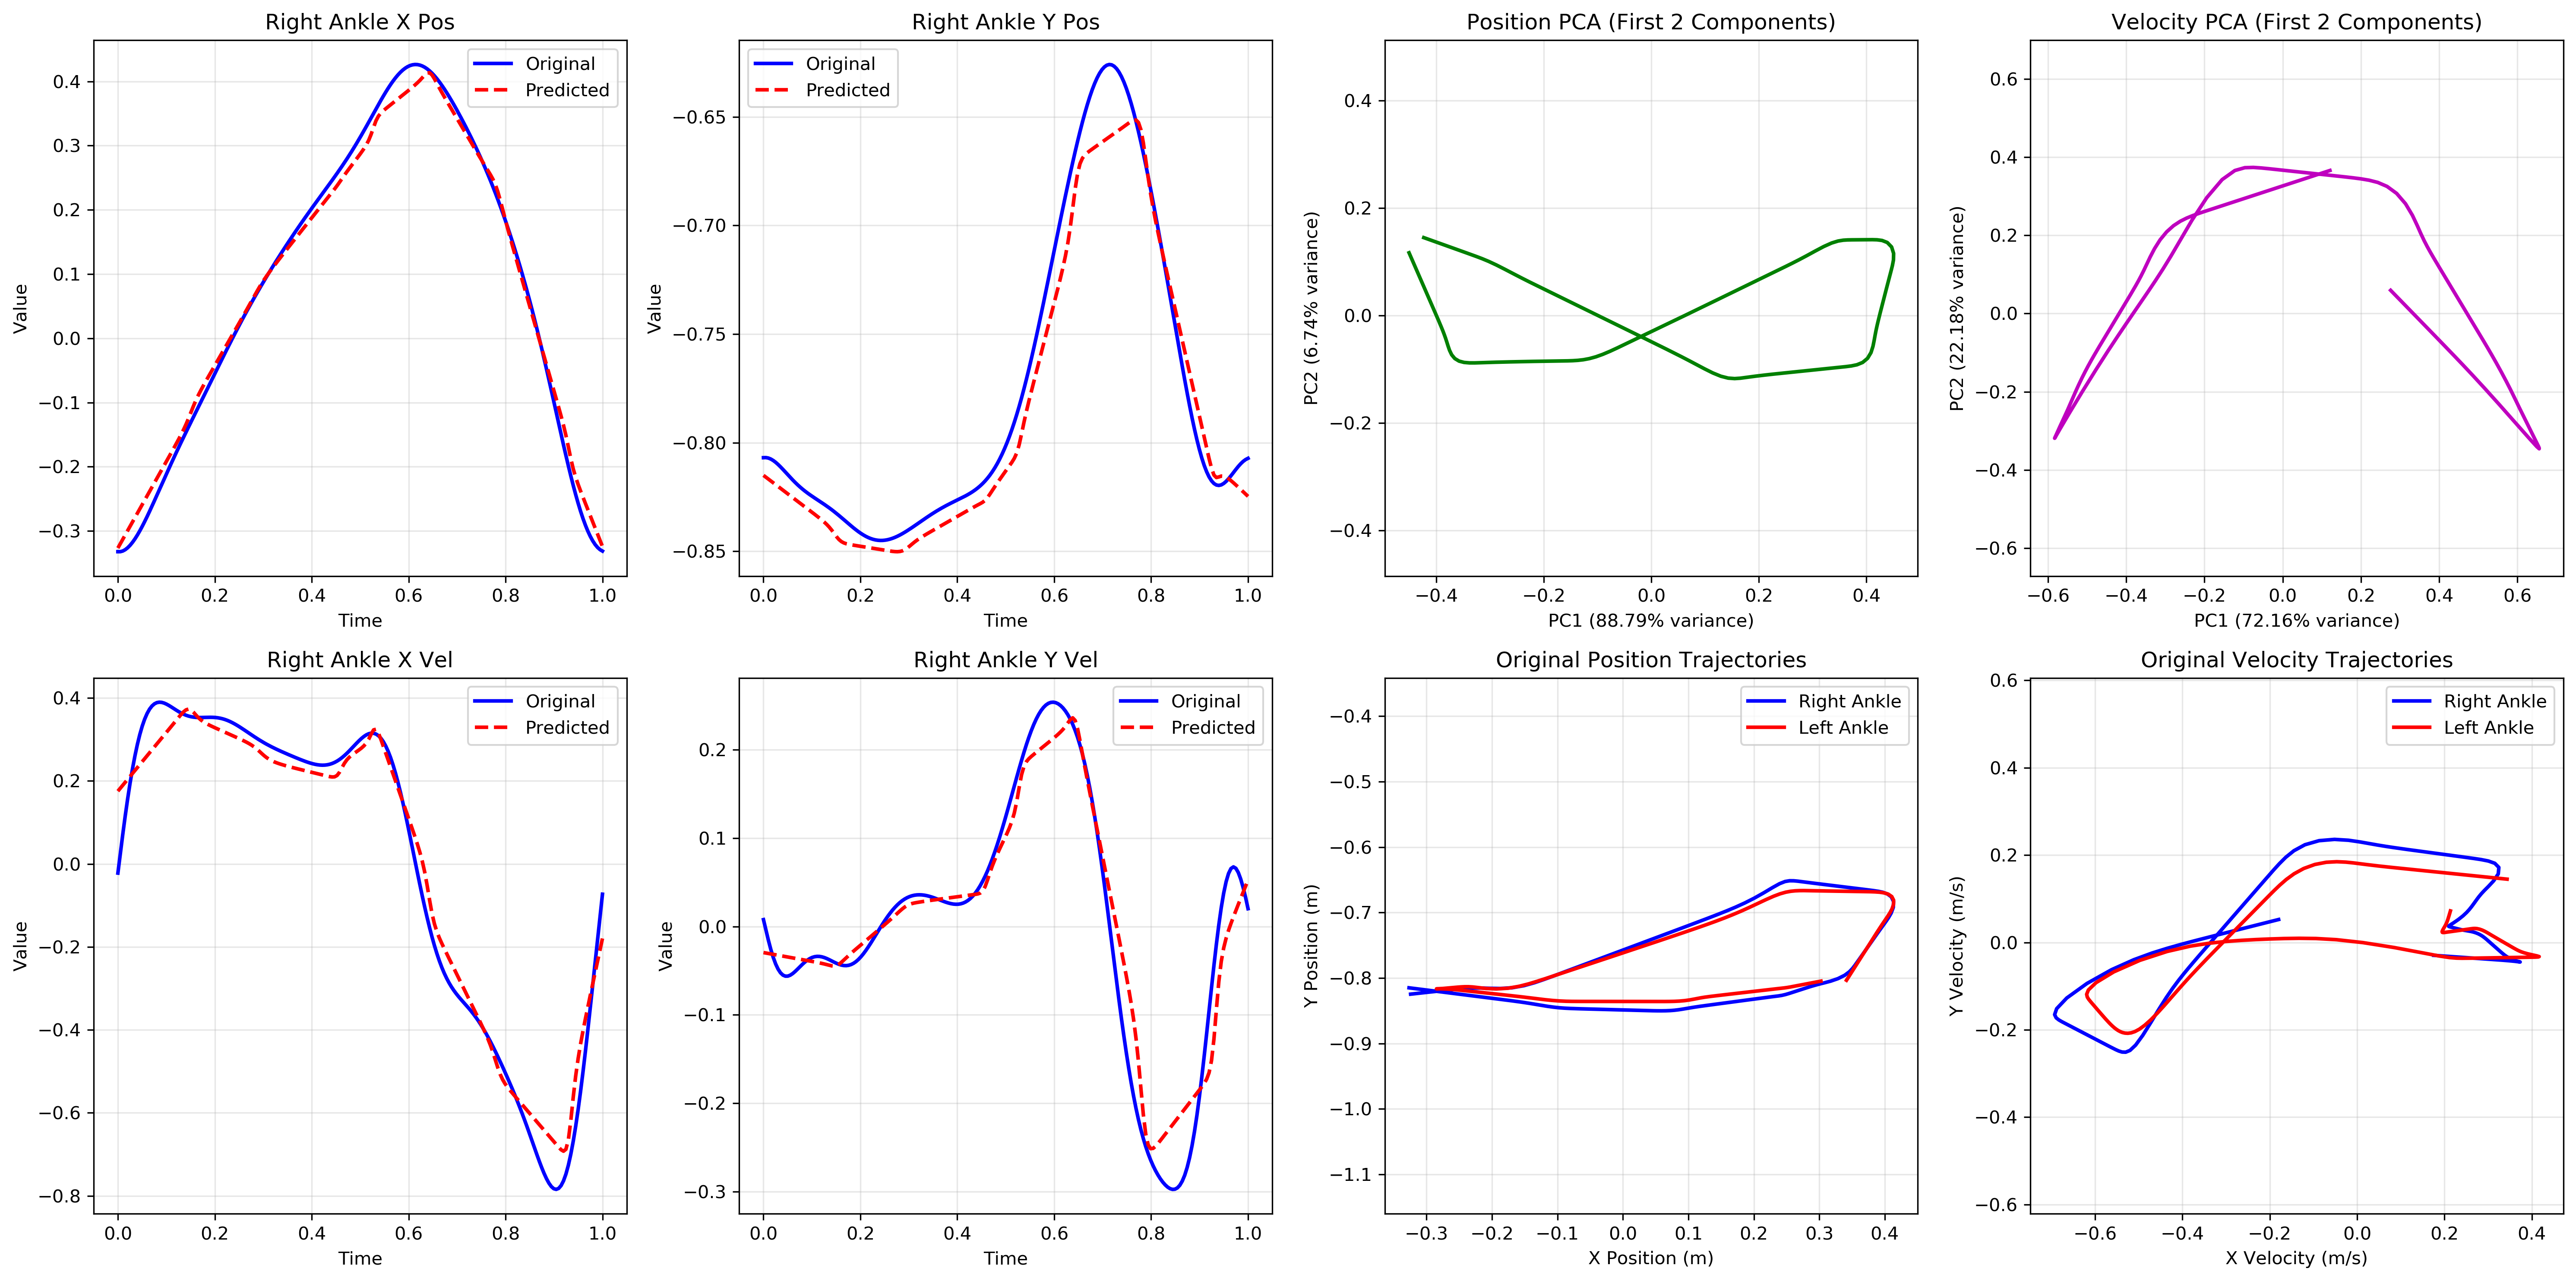 Right Ankle X Pos
Original
Predicted
0.4
0.3
0.2
0.1
0.0
−0.1
−0.2
−0.3
Value
0.0
0.2
0.4
0.6
0.8
1.0
Time
Right Ankle Y Pos
Original
Predicted
−0.65
−0.70
−0.75
−0.80
−0.85
Value
0.0
0.2
0.4
0.6
0.8
1.0
Time
Position PCA (First 2 Components)
0.4
0.2
0.0
−0.2
−0.4
PC2 (6.74% variance)
−0.4
−0.2
0.0
0.2
0.4
PC1 (88.79% variance)
Velocity PCA (First 2 Components)
0.6
0.4
0.2
0.0
−0.2
−0.4
−0.6
PC2 (22.18% variance)
−0.6
−0.4
−0.2
0.0
0.2
0.4
0.6
PC1 (72.16% variance)
Right Ankle X Vel
Original
Predicted
0.4
0.2
0.0
−0.2
−0.4
−0.6
−0.8
Value
0.0
0.2
0.4
0.6
0.8
1.0
Time
Right Ankle Y Vel
Original
Predicted
0.2
0.1
0.0
−0.1
−0.2
−0.3
Value
0.0
0.2
0.4
0.6
0.8
1.0
Time
Original Position Trajectories
Right Ankle
Left Ankle
−0.4
−0.5
−0.6
−0.7
−0.8
−0.9
−1.0
−1.1
Y Position (m)
−0.3
−0.2
−0.1
0.0
0.1
0.2
0.3
0.4
X Position (m)
Original Velocity Trajectories
Right Ankle
Left Ankle
0.6
0.4
0.2
0.0
−0.2
−0.4
−0.6
Y Velocity (m/s)
−0.6
−0.4
−0.2
0.0
0.2
0.4
X Velocity (m/s)